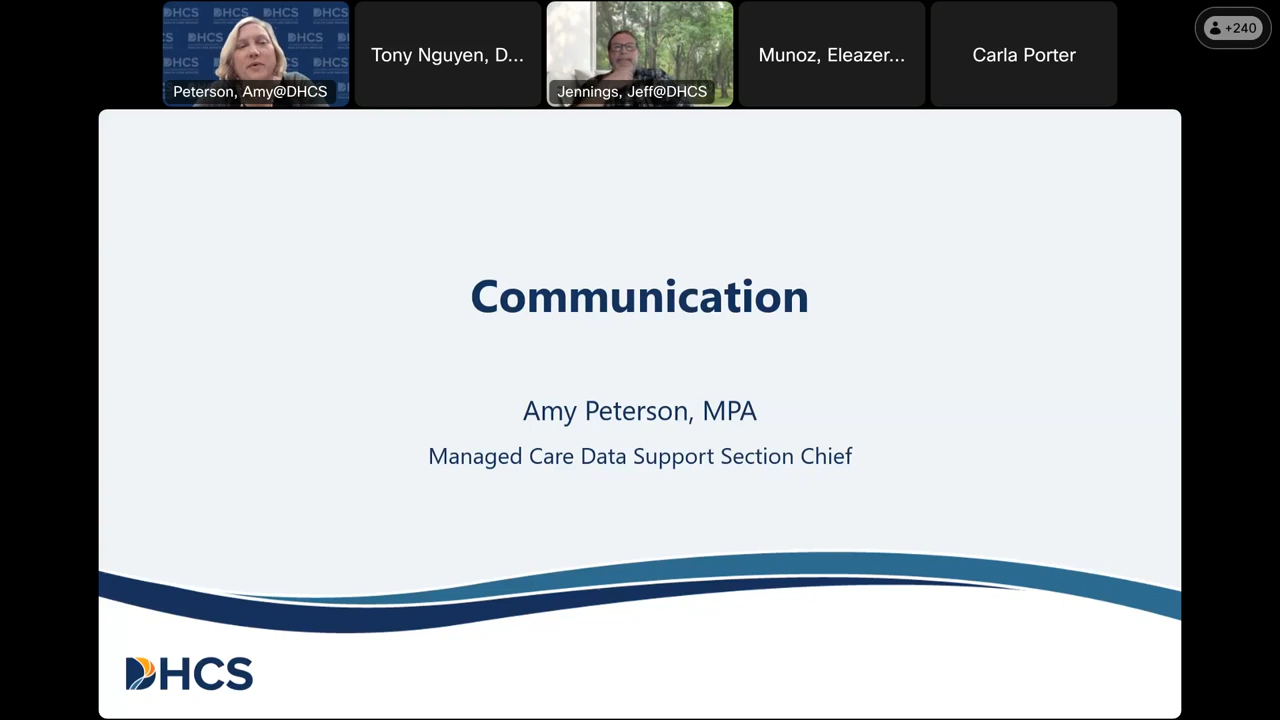 Peterson, Amy@DHCS
Tony Nguyen, D...
Jennings, Jeff@DHCS
Munoz, Eleazer...
Carla Porter
+240
Communication
Amy Peterson, MPA
Managed Care Data Support Section Chief
DHCS